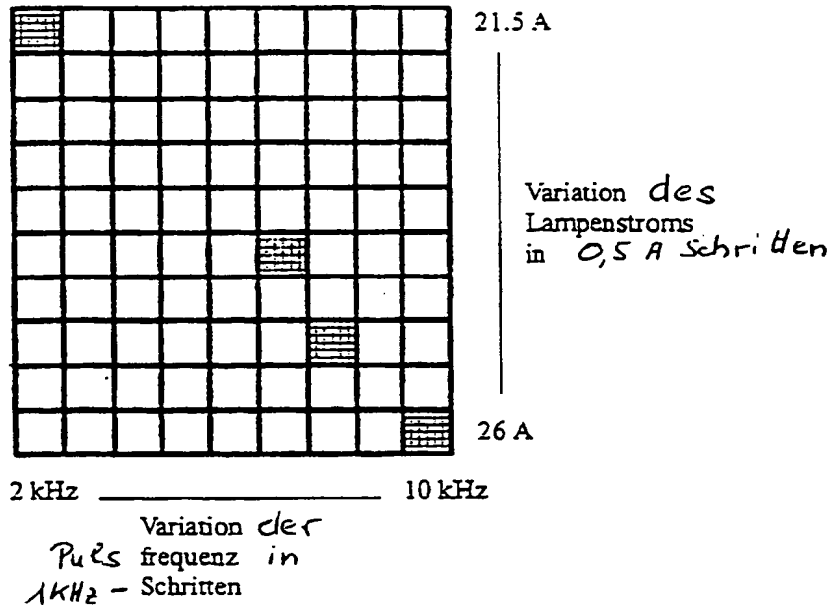 21.5 A
Variation des
Lampenstroms
in 0,5 A Schritten
26 A
2 kHz 10 kHz
Variation der
Puls frequenz in
1KHz - Schritten